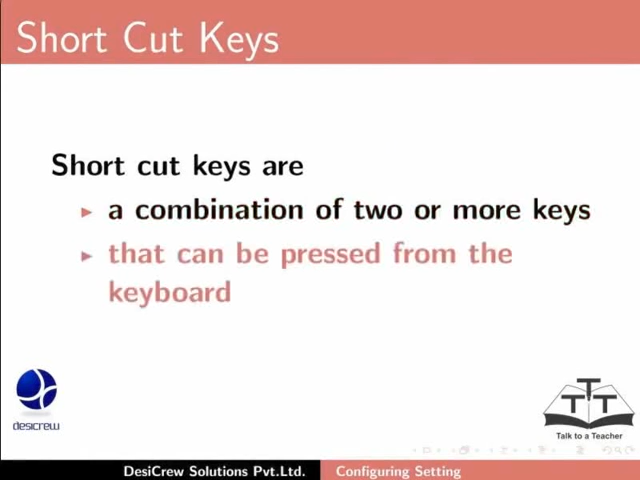 Short Cut Keys
Short cut keys are
a combination of two or more keys
that can be pressed from the
keyboard
desicrew
T T T
Talk to a Teacher
DesiCrew Solutions Pvt.Ltd. Configuring Setting